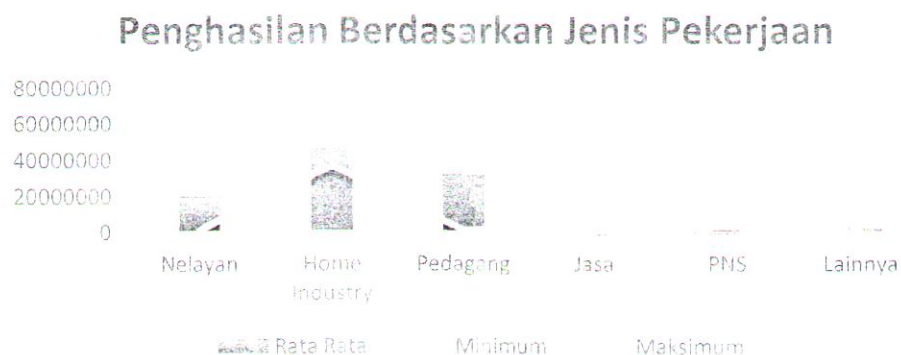 Penghasilan Berdasarkan Jenis Pekerjaan
80000000
60000000
40000000
20000000
0
Nelayan
Home Industry
Pedagang
Jasa
PNS
Lainnya
Rata Rata
Minimum
Maksimum